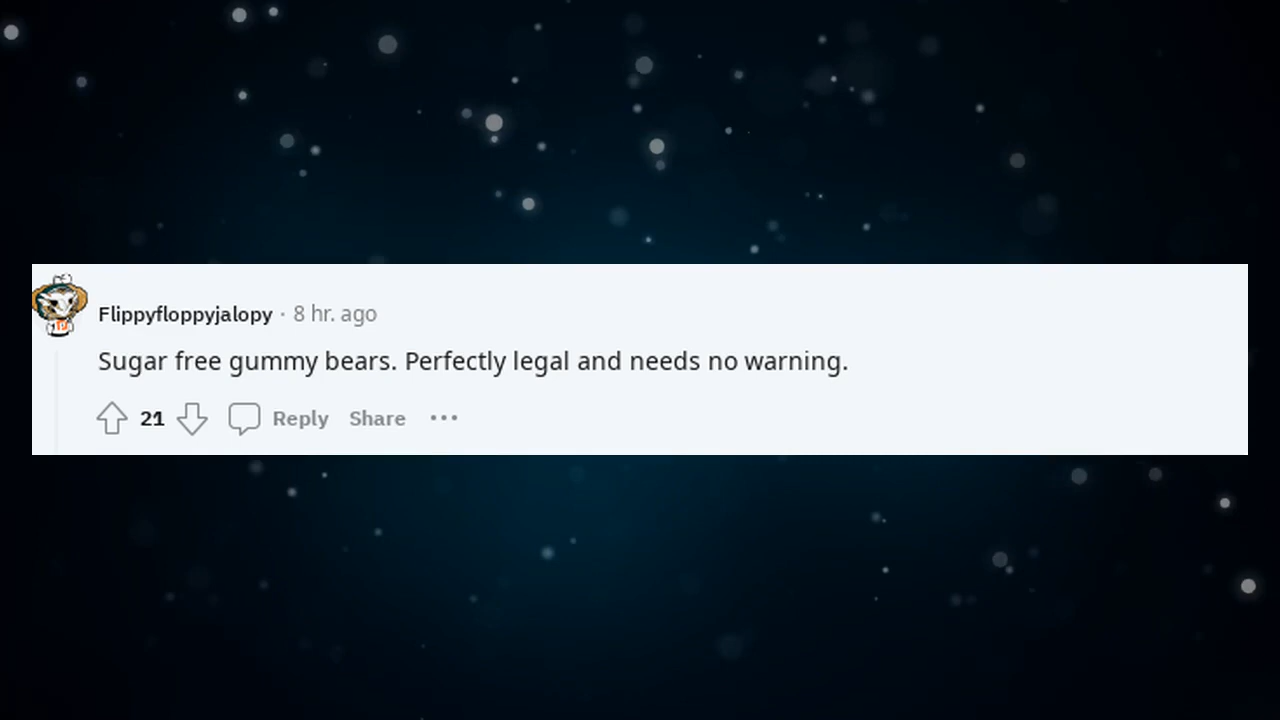 Flippyfloppyjalopy · 8 hr. ago
Sugar free gummy bears. Perfectly legal and needs no warning.
21 Reply Share ···